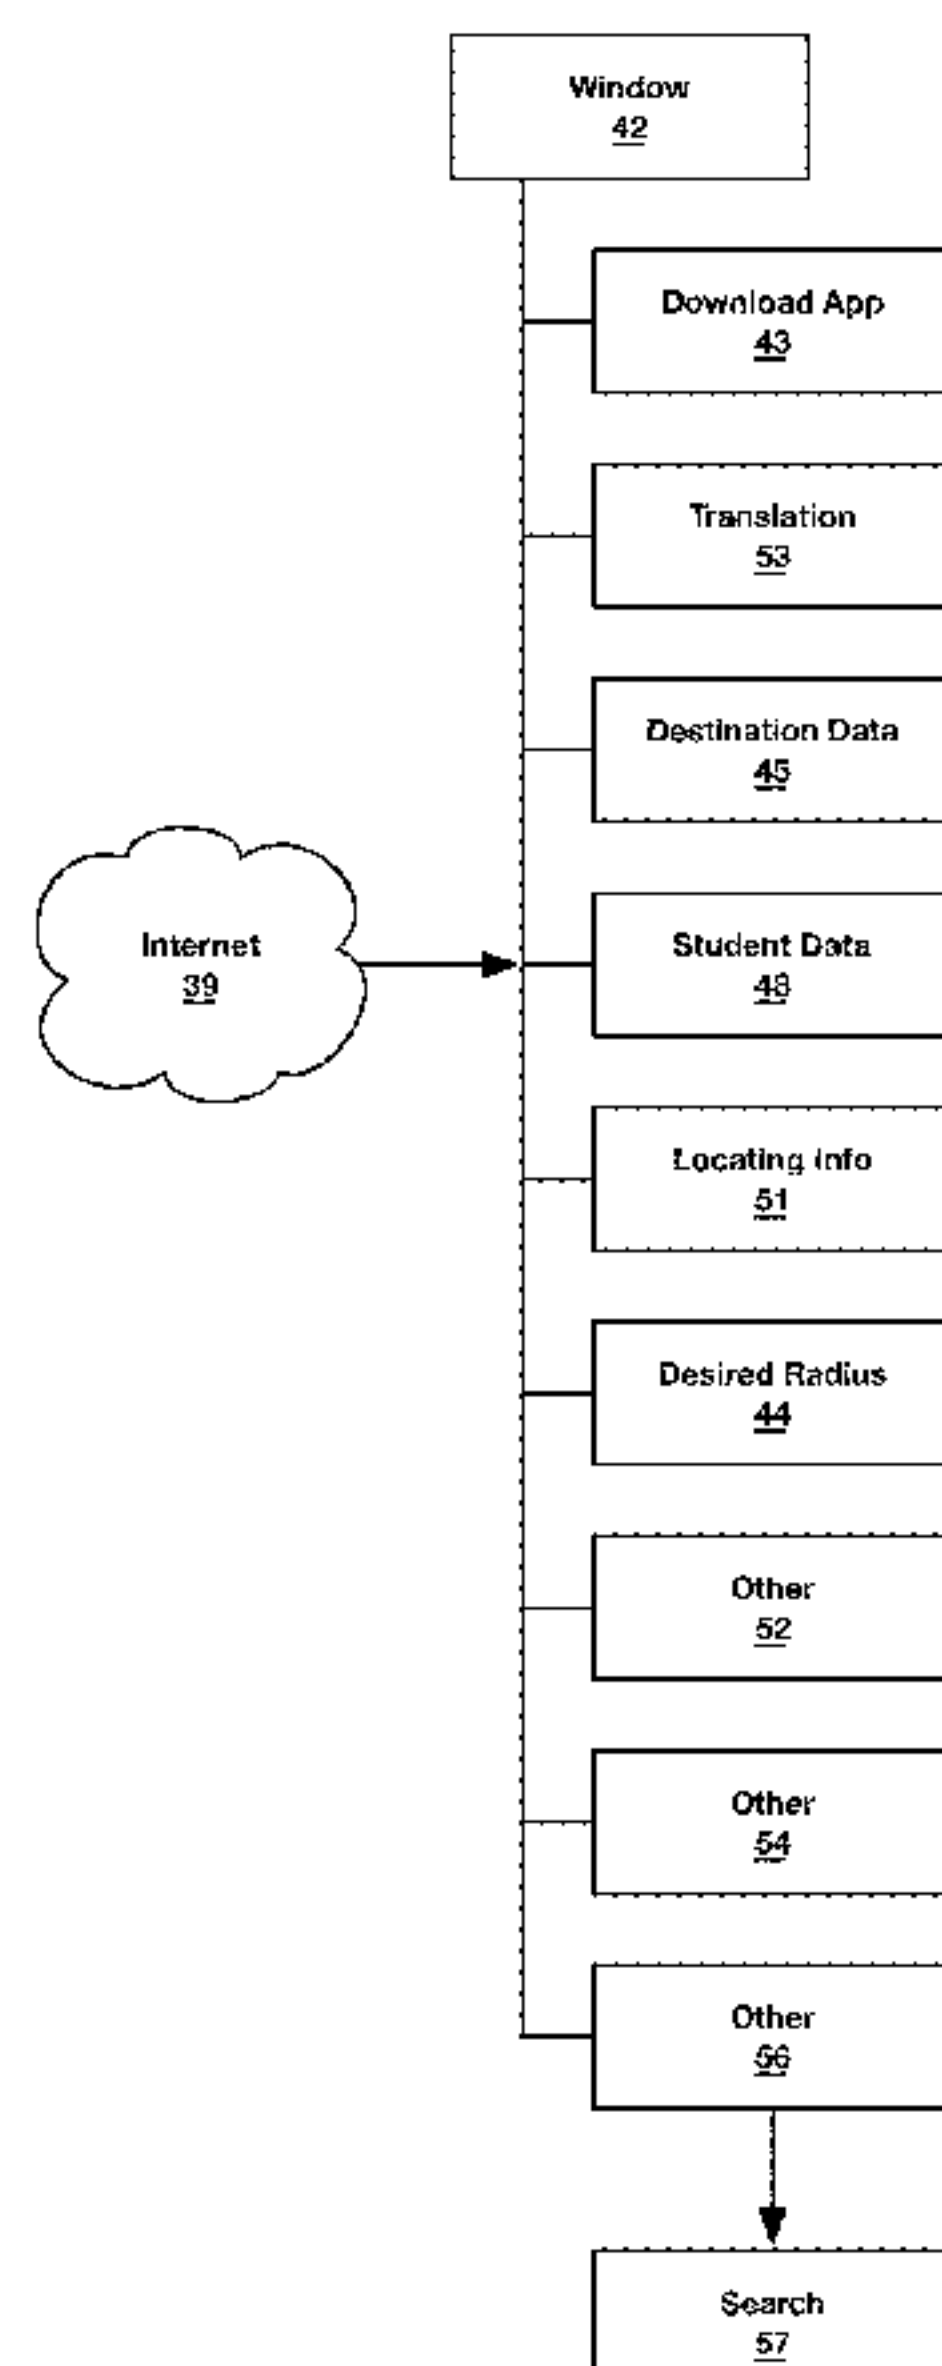 Window
42
Download App
43
Translation
53
Destination Data
45
Internet
39
Student Data
48
Locating Info
51
Desired Radius
44
Other
52
Other
54
Other
56
Search
57